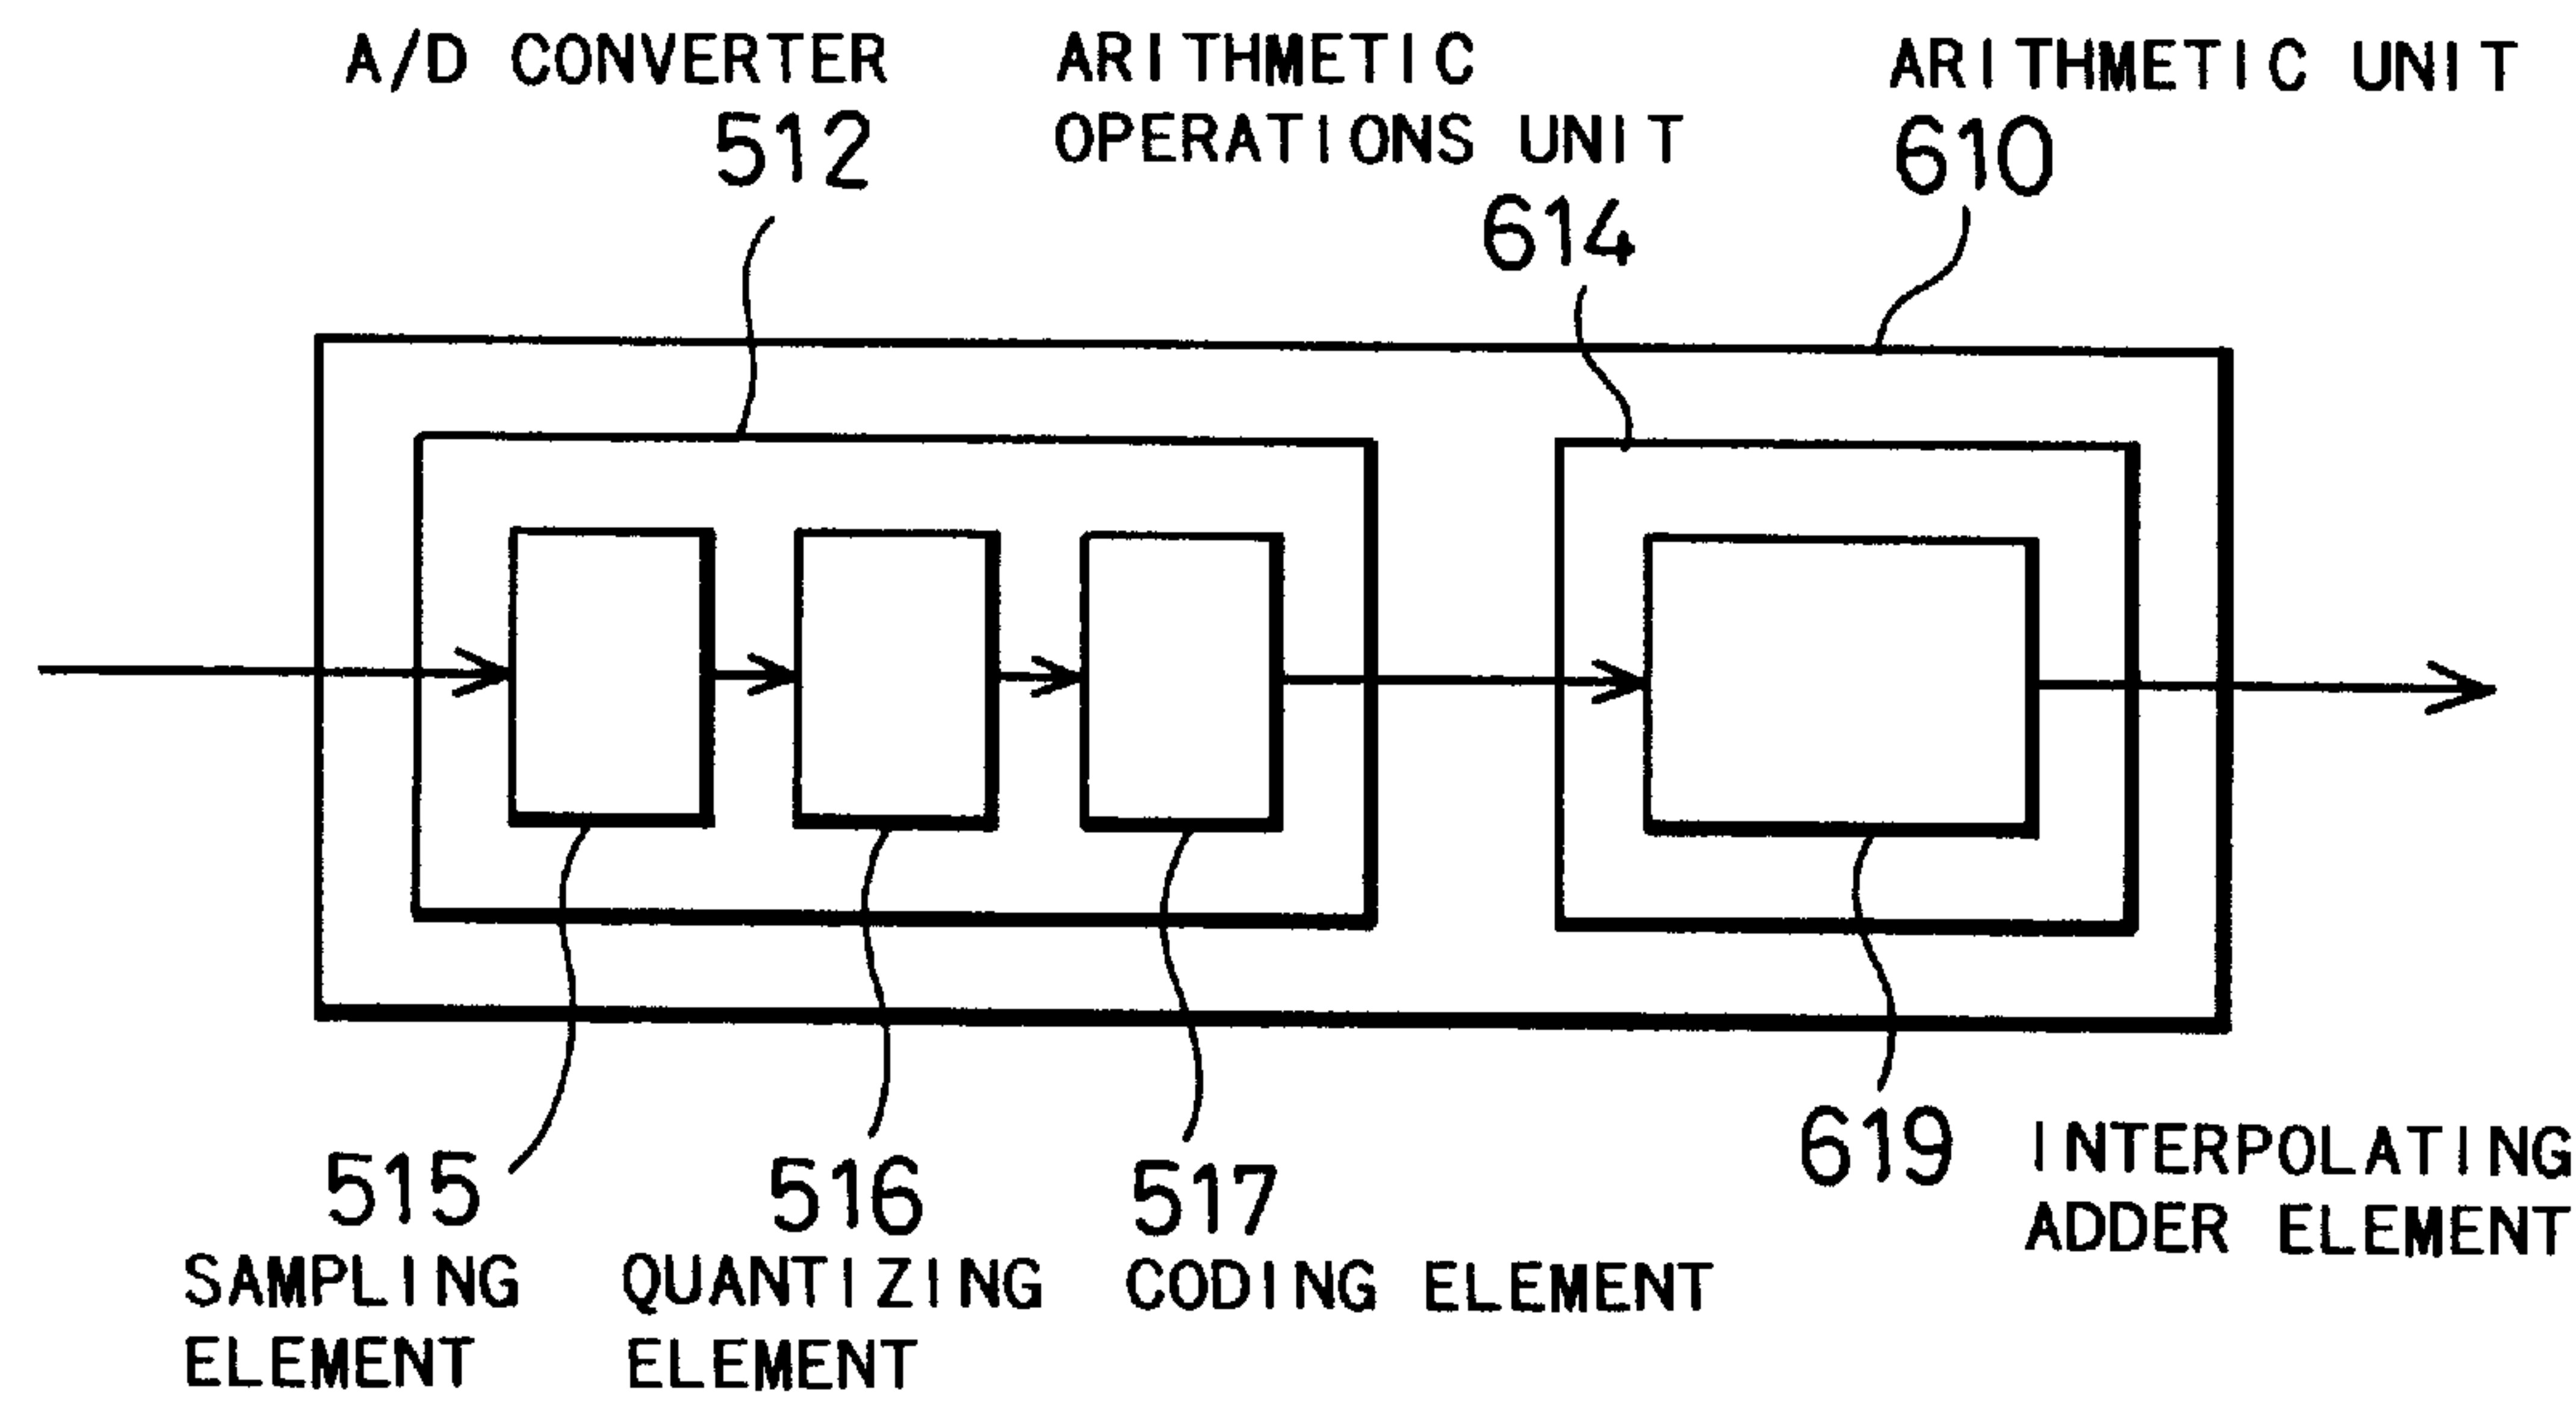 A/D CONVERTER
512
ARITHMETIC
OPERATIONS UNIT
614
ARITHMETIC UNIT
610
515
SAMPLING
ELEMENT
516
QUANTIZING
ELEMENT
517
CODING ELEMENT
619 INTERPOLATING
ADDER ELEMENT